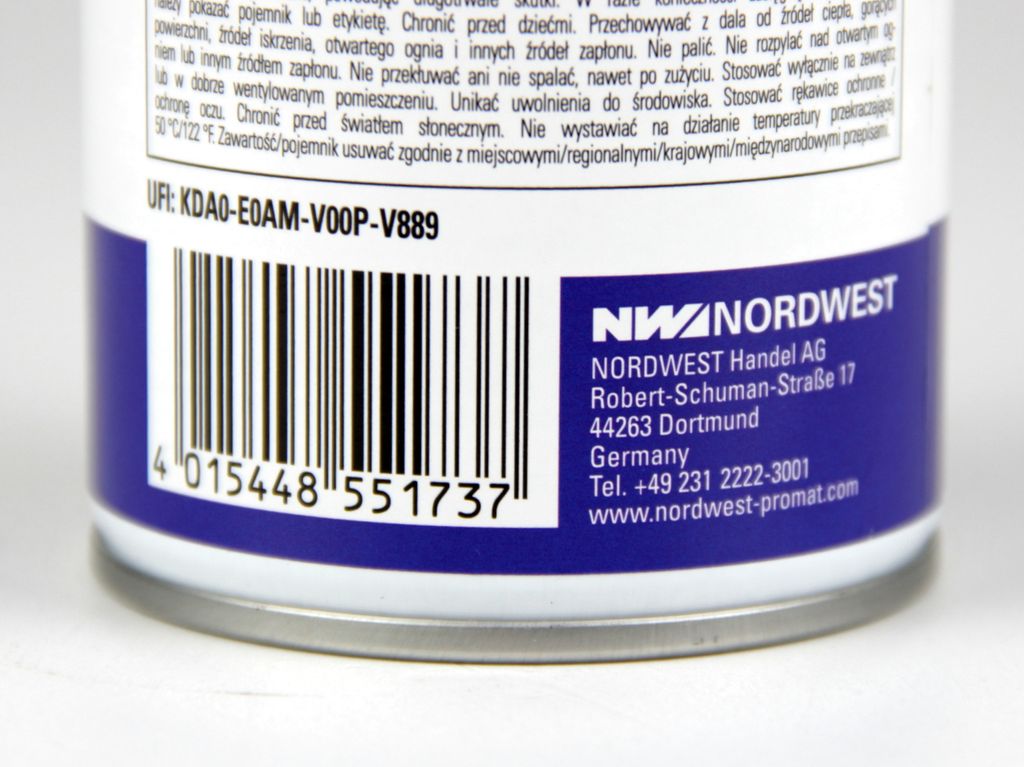 należy pokazać pojemnik lub etykietę. Chronić przed dziećmi. Przechowywać z dala od źródeł ciepła, gorących
powierzchni, źródeł iskrzenia, otwartego ognia i innych źródeł zapłonu. Nie palić. Nie rozpylać nad otwartym og-
niem lub innym źródłem zapłonu. Nie przekłuwać ani nie spalać, nawet po zużyciu. Stosować wyłącznie na zewnątrz
lub w dobrze wentylowanym pomieszczeniu. Unikać uwolnienia do środowiska. Stosować rękawice ochronne /
ochronę oczu. Chronić przed światłem słonecznym. Nie wystawiać na działanie temperatury przekraczającej
50 °C/122 °F. Zawartość/pojemnik usuwać zgodnie z miejscowymi/regionalnymi/krajowymi/międzynarodowymi przepisami.
UFI: KDA0-E0AM-V00P-V889
4 015448 551737
NW NORDWEST
NORDWEST Handel AG
Robert-Schuman-Straße 17
44263 Dortmund
Germany
Tel. +49 231 2222-3001
www.nordwest-promat.com